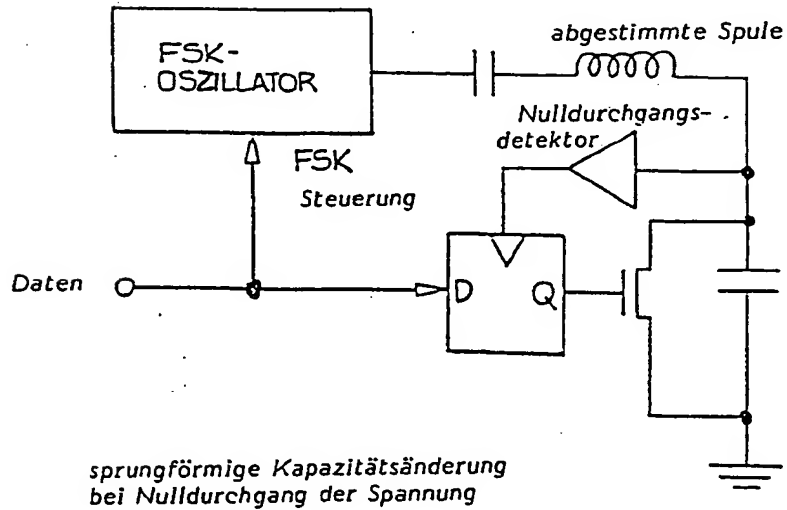 FSK-
OSZILLATOR
abgestimmte Spule
Nulldurchgangs-
detektor
FSK
Steuerung
Daten
D
Q
sprungförmige Kapazitätsänderung
bei Nulldurchgang der Spannung